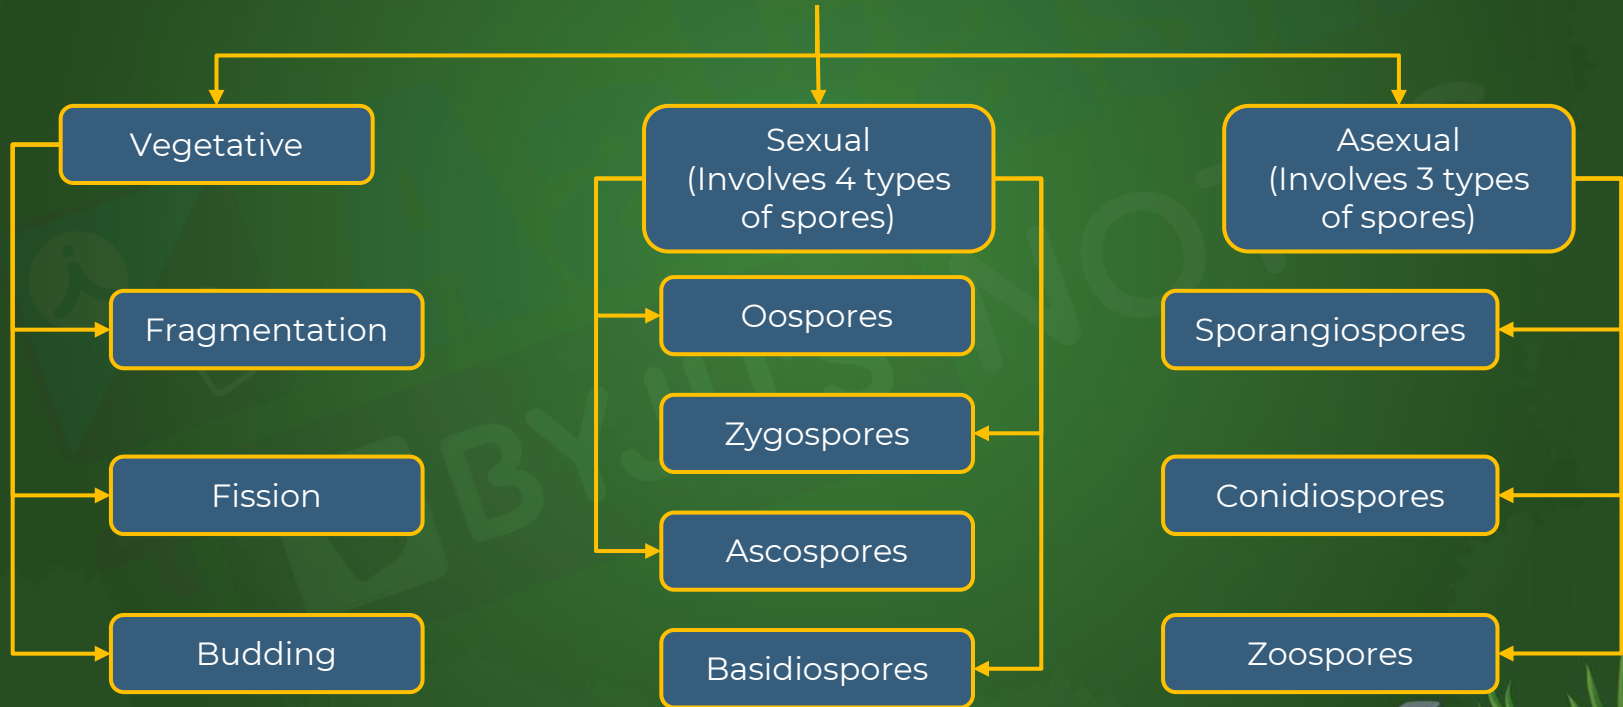 Vegetative
Fragmentation
Fission
Budding
Sexual
(Involves 4 types
of spores)
Oospores
Zygospores
Ascospores
Basidiospores
Asexual
(Involves 3 types
of spores)
Sporangiospores
Conidiospores
Zoospores
BYJU'S